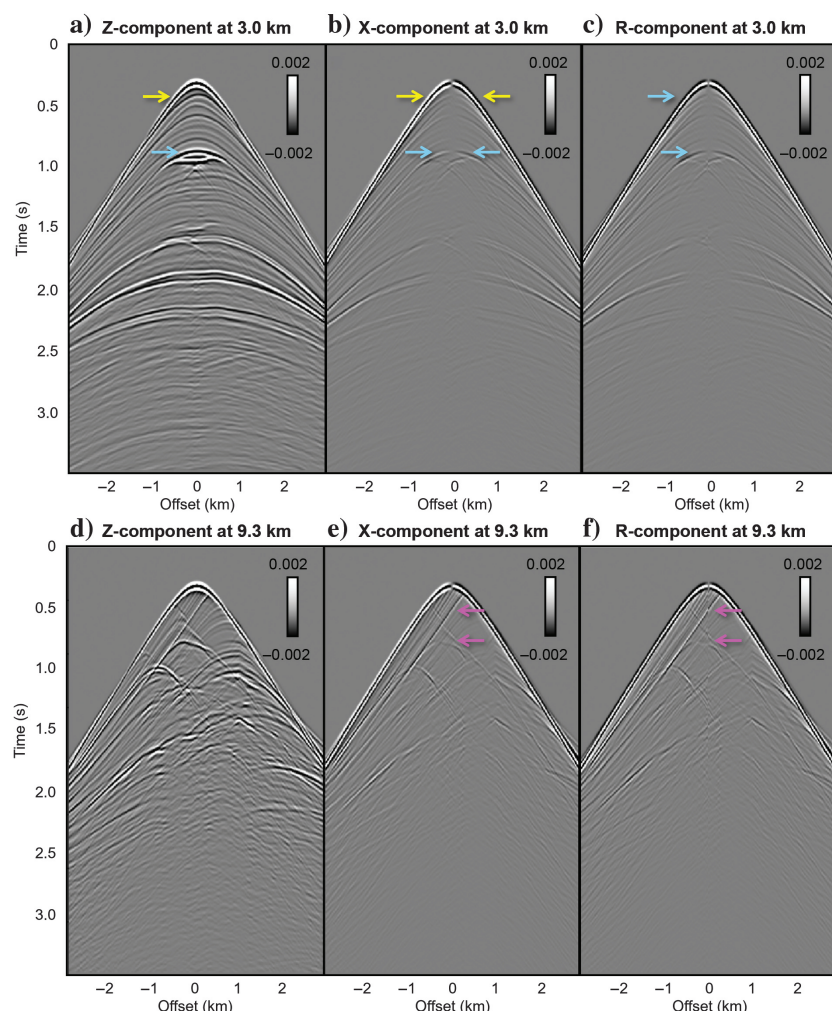 a) Z-component at 3.0 km
b) X-component at 3.0 km
c) R-component at 3.0 km
0
0.5
1.0
1.5
2.0
2.5
3.0
Time (s)
0.002
−0.002
0.002
−0.002
0.002
−0.002
−2 −1 0 1 2
−2 −1 0 1 2
−2 −1 0 1 2
Offset (km)
Offset (km)
Offset (km)
d) Z-component at 9.3 km
e) X-component at 9.3 km
f) R-component at 9.3 km
0
0.5
1.0
1.5
2.0
2.5
3.0
Time (s)
0.002
−0.002
0.002
−0.002
0.002
−0.002
−2 −1 0 1 2
−2 −1 0 1 2
−2 −1 0 1 2
Offset (km)
Offset (km)
Offset (km)